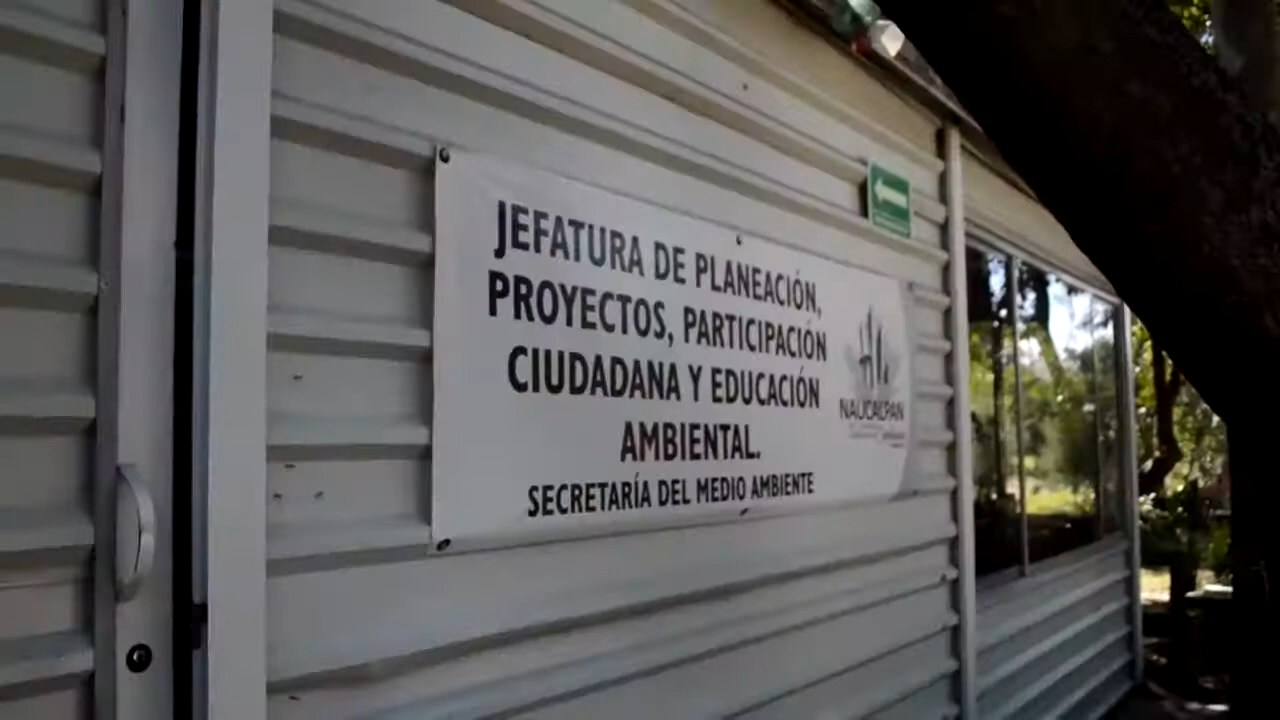 JEFATURA DE PLANEACIÓN,
PROYECTOS, PARTICIPACIÓN
CIUDADANA Y EDUCACIÓN
AMBIENTAL.
SECRETARÍA DEL MEDIO AMBIENTE
NAUCALPAN